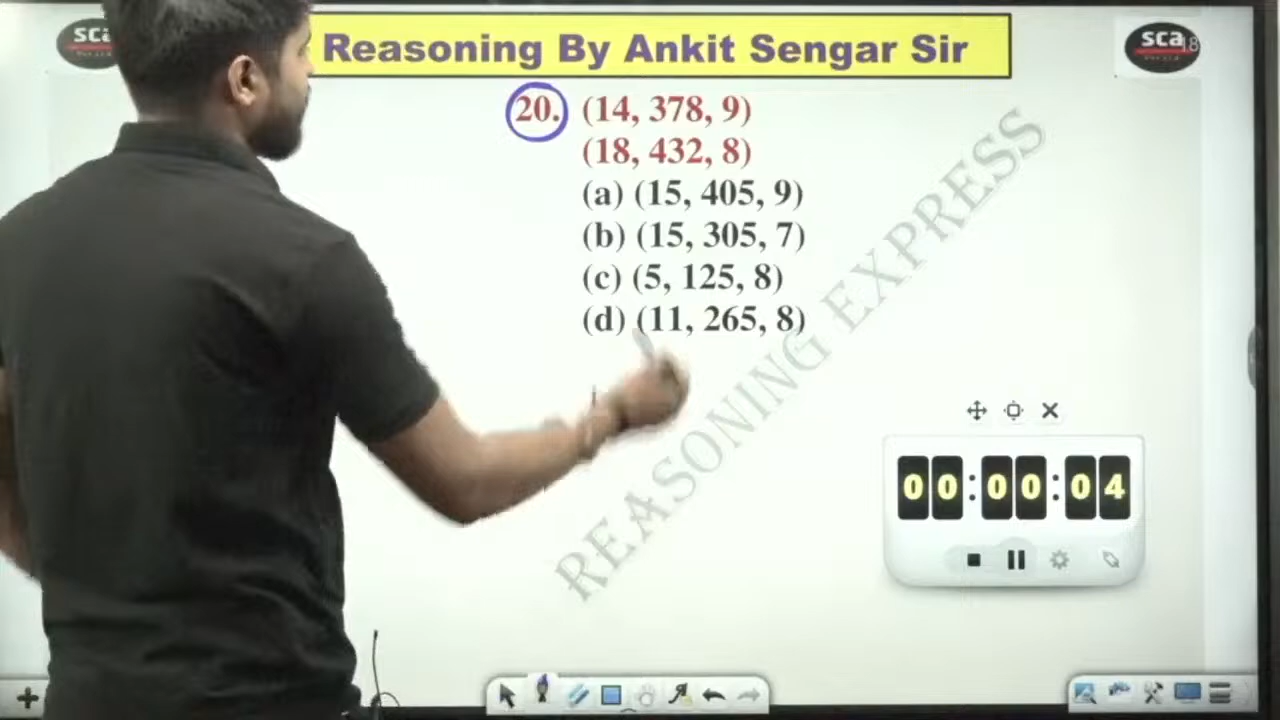 Reasoning By Ankit Sengar Sir
sca
sca
18
20. (14, 378, 9)
(18, 432, 8)
(a) (15, 405, 9)
(b) (15, 305, 7)
(c) (5, 125, 8)
(d) (11, 265, 8)
REASONING EXPRESS
00:00:04